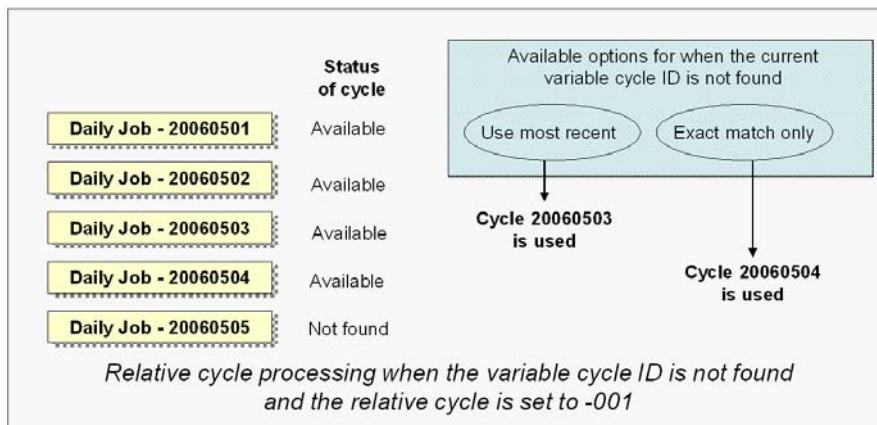 Status
of cycle
Available options for when the current
variable cycle ID is not found
Daily Job - 20060501
Available
Use most recent
Exact match only
Daily Job - 20060502
Available
Daily Job - 20060503
Available
Cycle 20060503
is used
Daily Job - 20060504
Available
Cycle 20060504
is used
Daily Job - 20060505
Not found
Relative cycle processing when the variable cycle ID is not found
and the relative cycle is set to -001